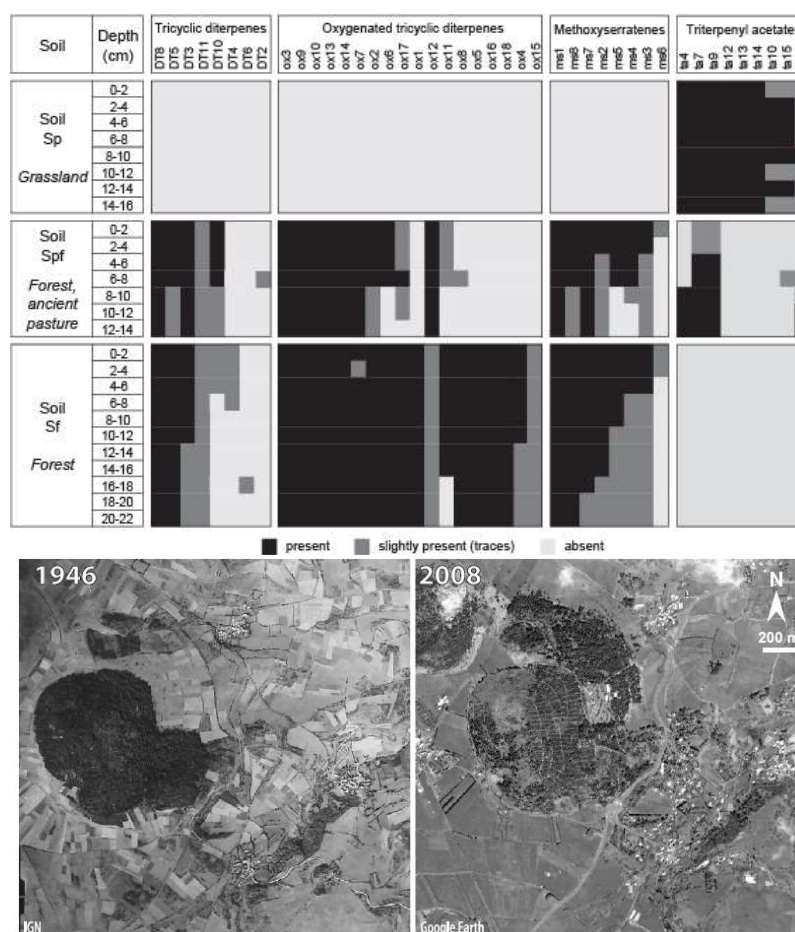 Soil
Depth
(cm)
Tricyclic diterpenes
DT8 DT5 DT3 DT11 DT10 DT4 DT6 DT2
Oxygenated tricyclic diterpenes
ox3 ox9 ox10 ox13 ox14 ox7 ox2 ox6 ox17 ox1 ox12 ox11 ox8 ox5 ox16 ox18 ox4 ox15
Methoxyserratenes
ms1 ms8 ms7 ms2 ms5 ms4 ms3 ms6
Triterpenyl acetates
ta4 ta7 ta9 ta12 ta13 ta14 ta10 ta15
Soil
Sp
Grassland
0-2
2-4
4-6
6-8
8-10
10-12
12-14
14-16
Soil
Spf
Forest,
ancient
pasture
0-2
2-4
4-6
6-8
8-10
10-12
12-14
Soil
Sf
Forest
0-2
2-4
4-6
6-8
8-10
10-12
12-14
14-16
16-18
18-20
20-22
present slightly present (traces) absent
1946
IGN
2008
N
200 m
Google Earth